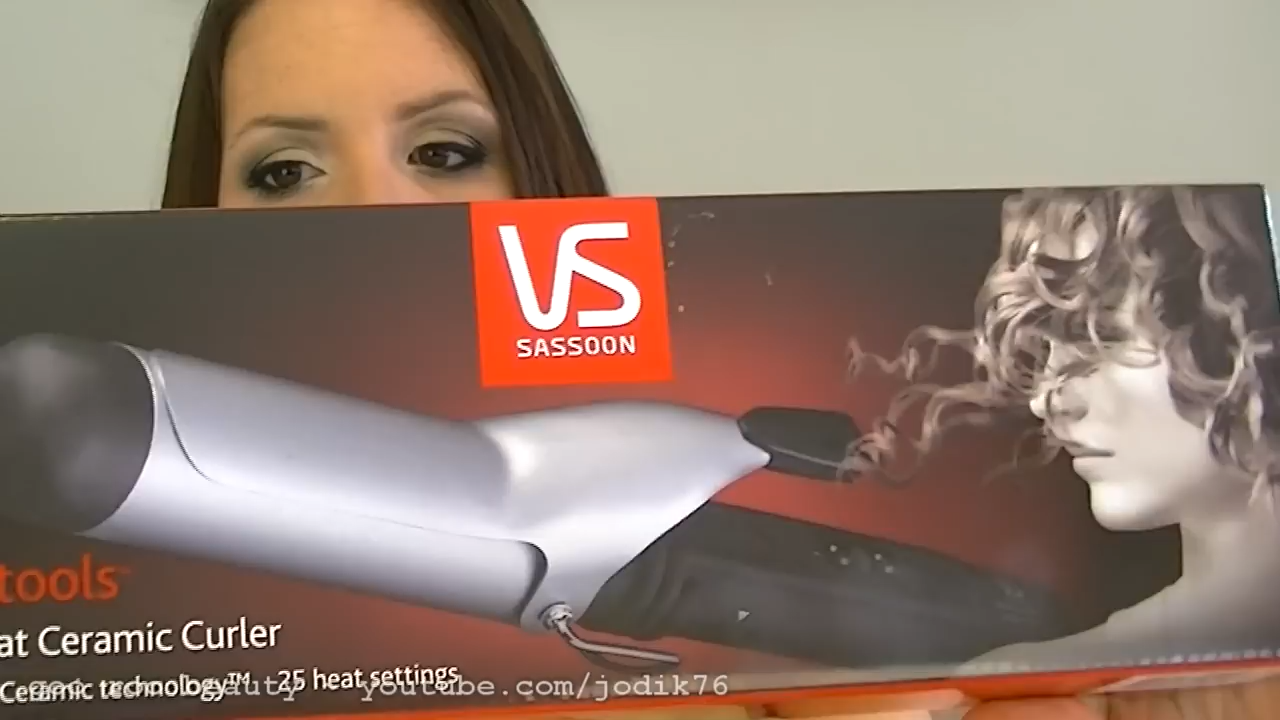 VS
SASSOON
tools
at Ceramic Curler
Ceramic technology™ 25 heat settings
youtube.com/jodik76